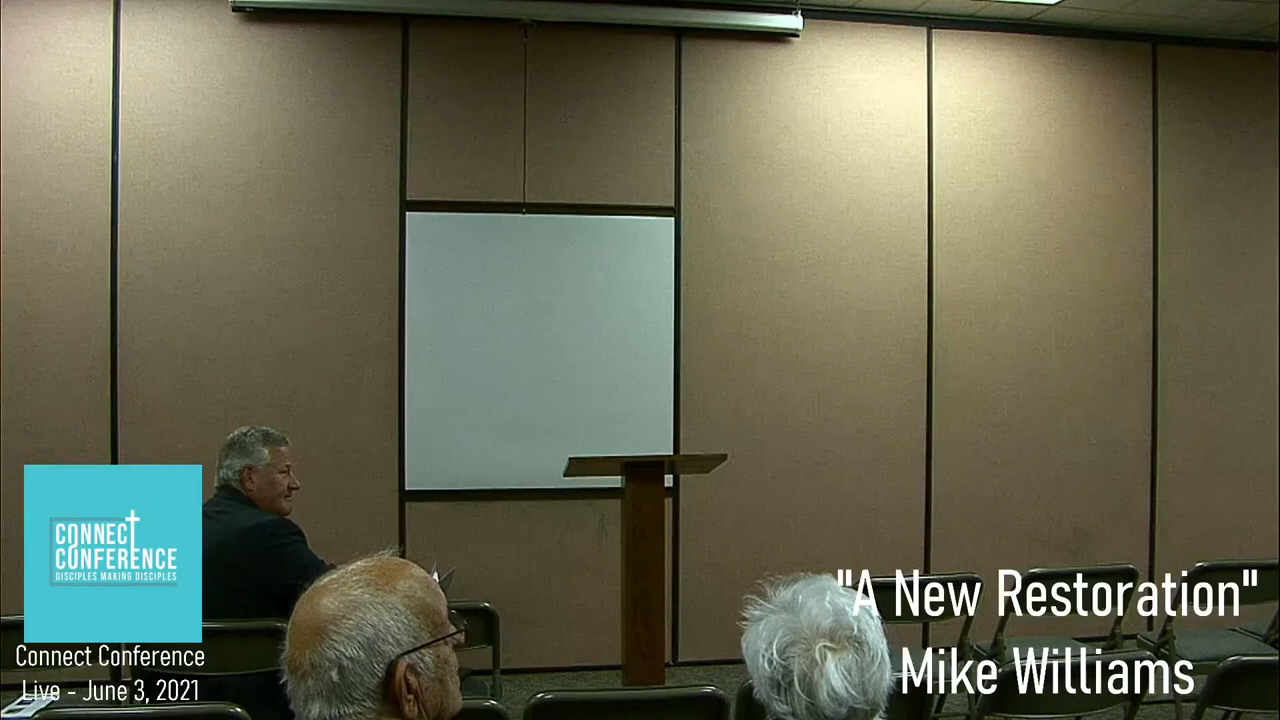 CONNECT
CONFERENCE
DISCIPLES MAKING DISCIPLES
Connect Conference
Live - June 3, 2021
"A New Restoration"
Mike Williams